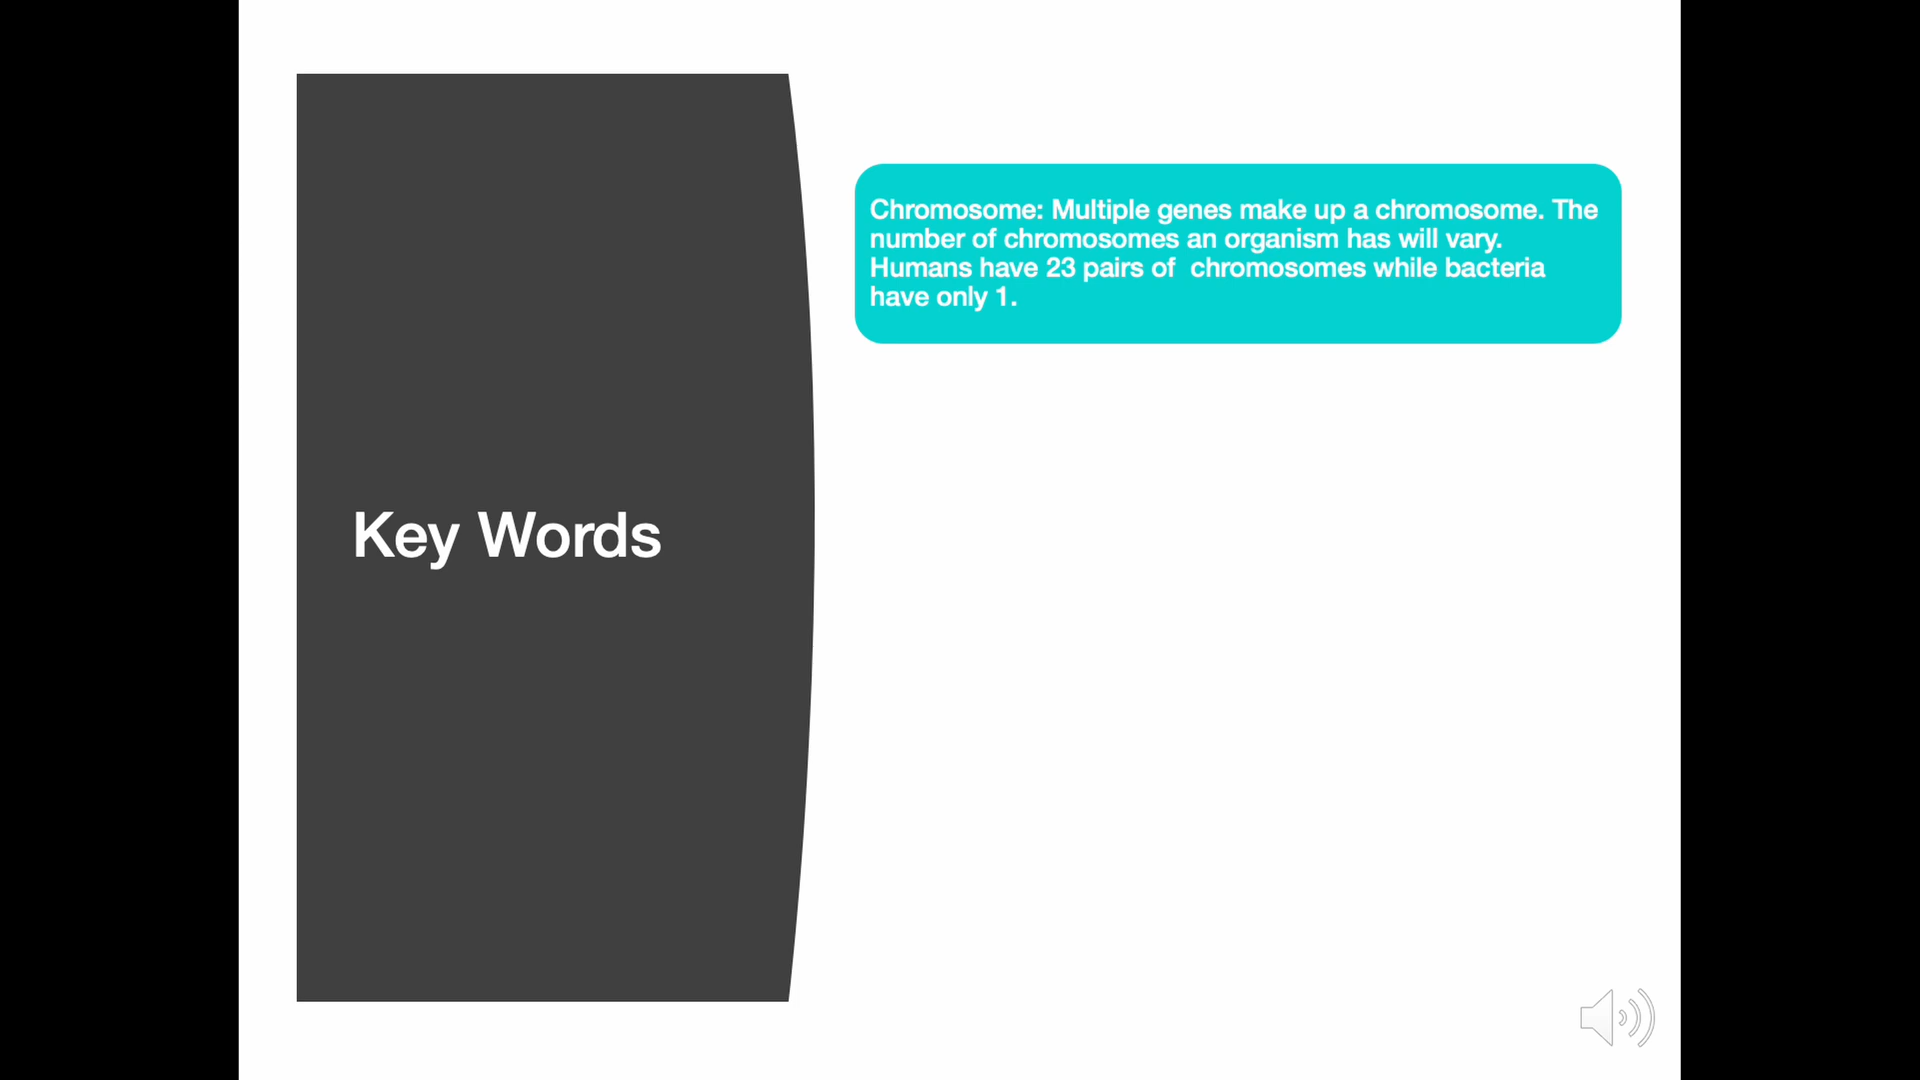 Key Words
Chromosome: Multiple genes make up a chromosome. The
number of chromosomes an organism has will vary.
Humans have 23 pairs of  chromosomes while bacteria
have only 1.